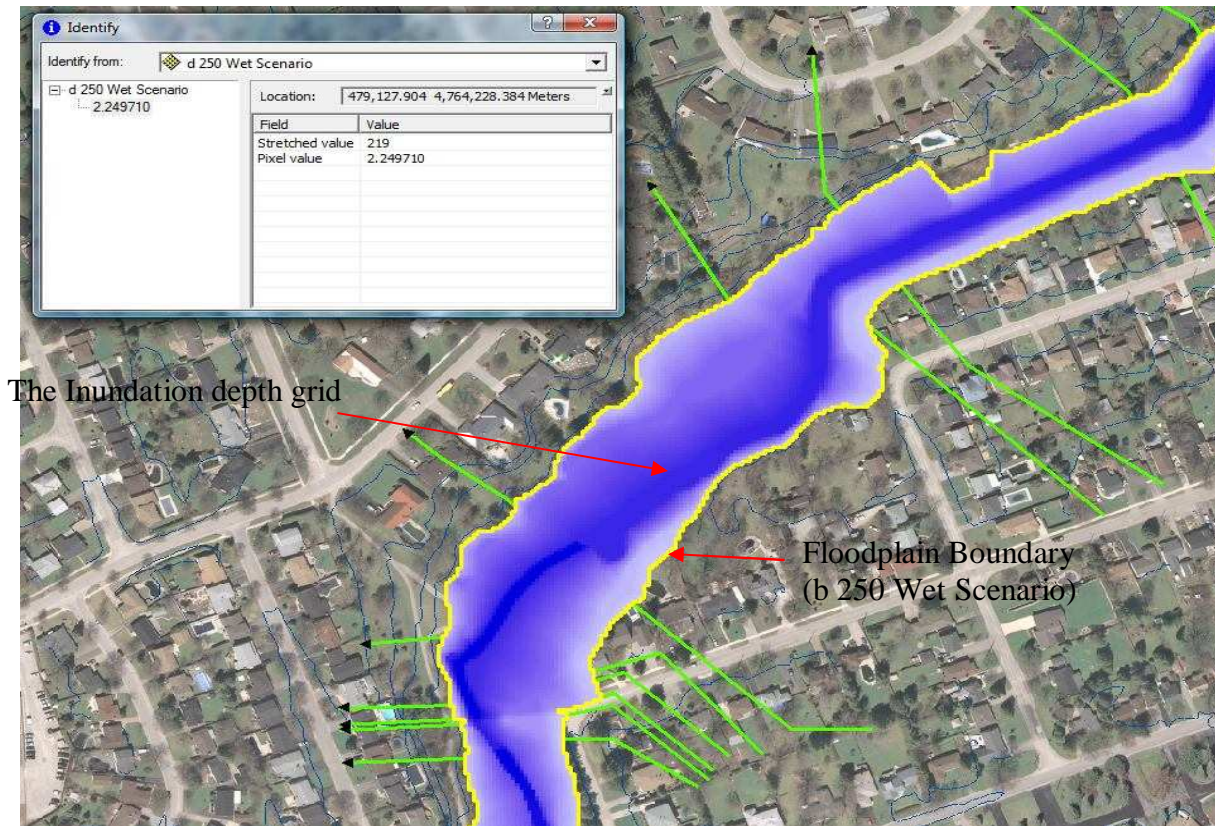 Identify
Identify from:
d 250 Wet Scenario
d 250 Wet Scenario
2.249710
Location:
479,127.904 4,764,228.384 Meters
Field Value
Stretched value 219
Pixel value 2.249710
The Inundation depth grid
Floodplain Boundary
(b 250 Wet Scenario)